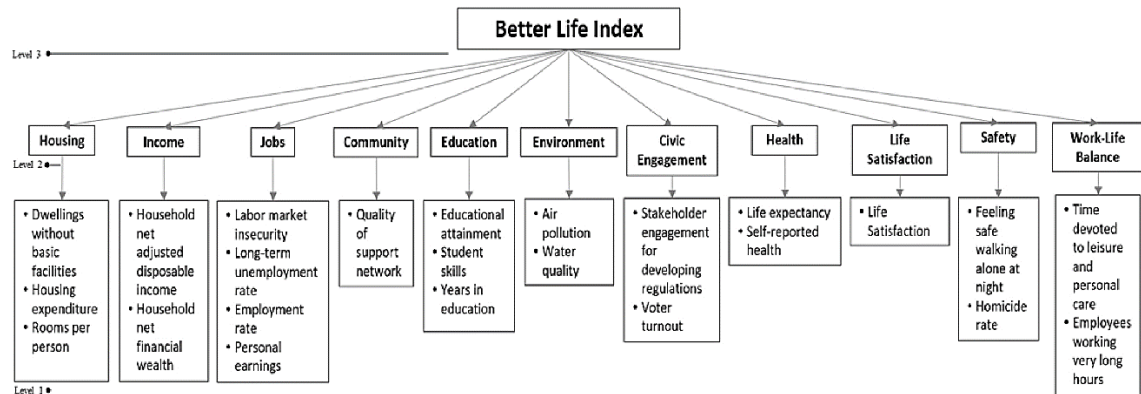 Better Life Index
Level 3
Housing
Income
Jobs
Community
Education
Environment
Civic
Engagement
Health
Life
Satisfaction
Safety
Work-Life
Balance
Level 2
• Dwellings
without
basic
facilities
• Housing
expenditure
• Rooms per
person
• Household
net
adjusted
disposable
income
• Household
net
financial
wealth
• Labor market
insecurity
• Long-term
unemployment
rate
• Employment
rate
• Personal
earnings
• Quality
of
support
network
• Educational
attainment
• Student
skills
• Years in
education
• Air
pollution
• Water
quality
• Stakeholder
engagement
for
developing
regulations
• Voter
turnout
• Life expectancy
• Self-reported
health
• Life
Satisfaction
• Feeling
safe
walking
alone at
night
• Homicide
rate
• Time
devoted
to leisure
and
personal
care
• Employees
working
very long
hours
Level 1